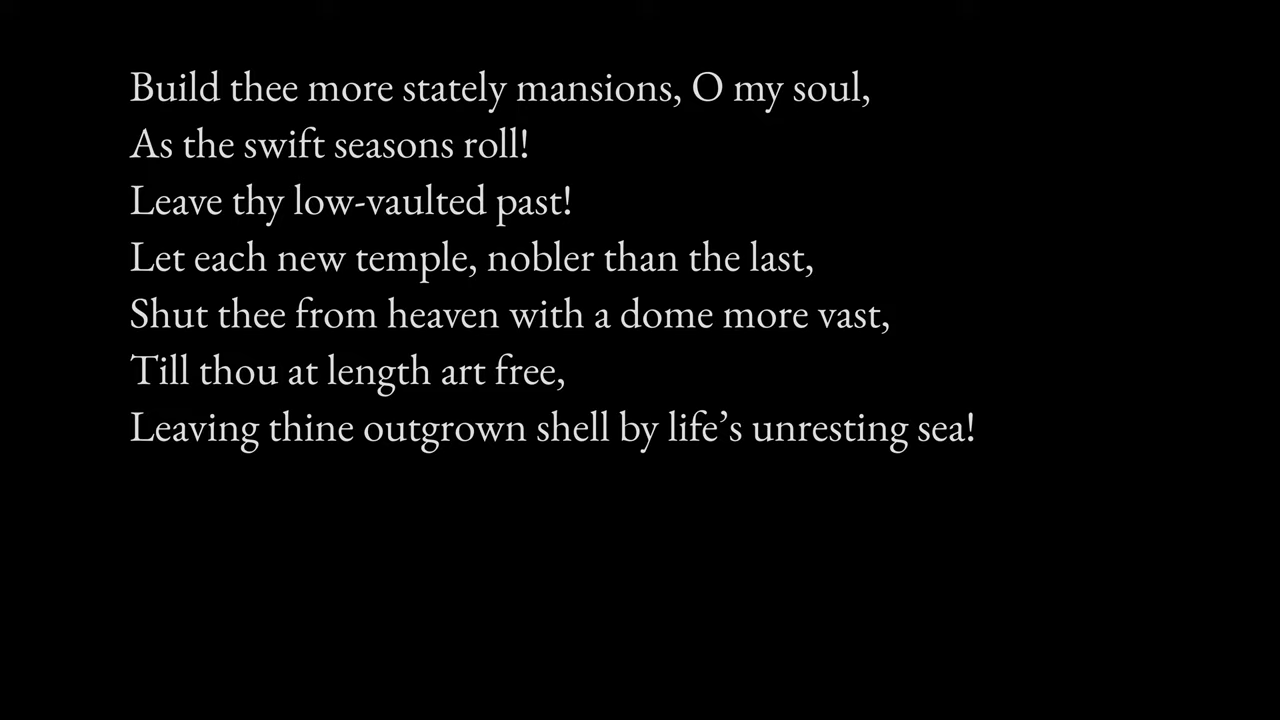 Build thee more stately mansions, O my soul,
As the swift seasons roll!
Leave thy low-vaulted past!
Let each new temple, nobler than the last,
Shut thee from heaven with a dome more vast,
Till thou at length art free,
Leaving thine outgrown shell by life’s unresting sea!